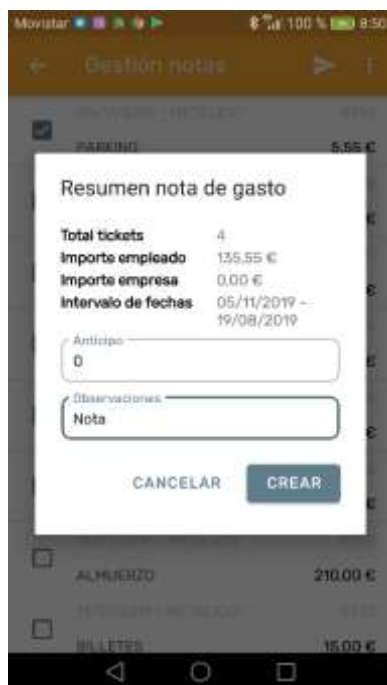 Movistar 100 % 8:50
Gestión notas
PARKING 5,55 €
Resumen nota de gasto
Total tickets 4
Importe empleado 135,55 €
Importe empresa 0,00 €
Intervalo de fechas 05/11/2019 -
19/08/2019
Anticipo
0
Observaciones
Nota
CANCELAR CREAR
ALMUERZO 210,00 €
BILLETES 15,00 €